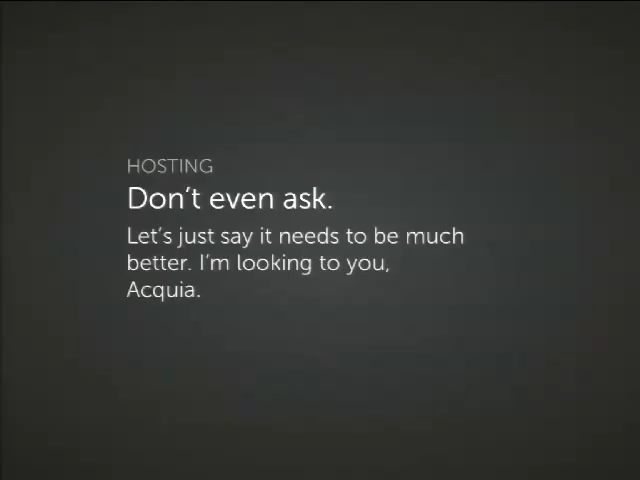 HOSTING
Don’t even ask.
Let’s just say it needs to be much
better. I’m looking to you,
Acquia.